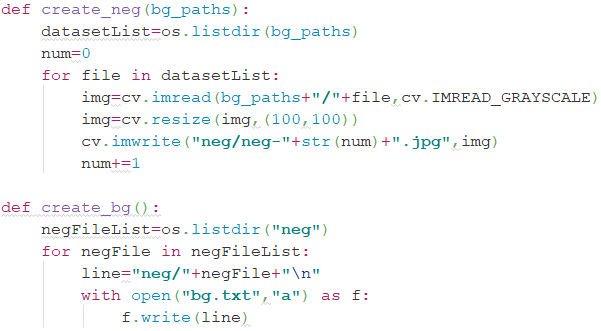 def create_neg(bg_paths):
    datasetList=os.listdir(bg_paths)
    num=0
    for file in datasetList:
        img=cv.imread(bg_paths+"/"+file,cv.IMREAD_GRAYSCALE)
        img=cv.resize(img,(100,100))
        cv.imwrite("neg/neg-"+str(num)+".jpg",img)
        num+=1

def create_bg():
    negFileList=os.listdir("neg")
    for negFile in negFileList:
        line="neg/"+negFile+"\n"
        with open("bg.txt","a") as f:
            f.write(line)